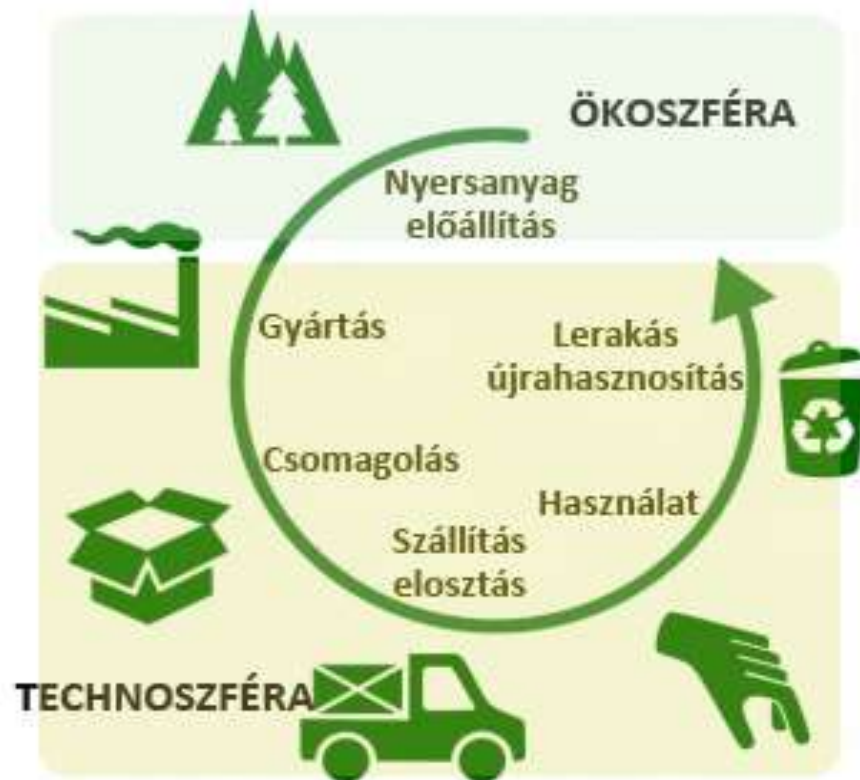 ÖKOSZFÉRA
Nyersanyag
előállítás
Gyártás
Lerakás
újrahasznosítás
Csomagolás
Használat
Szállítás
elosztás
TECHNOSZFÉRA